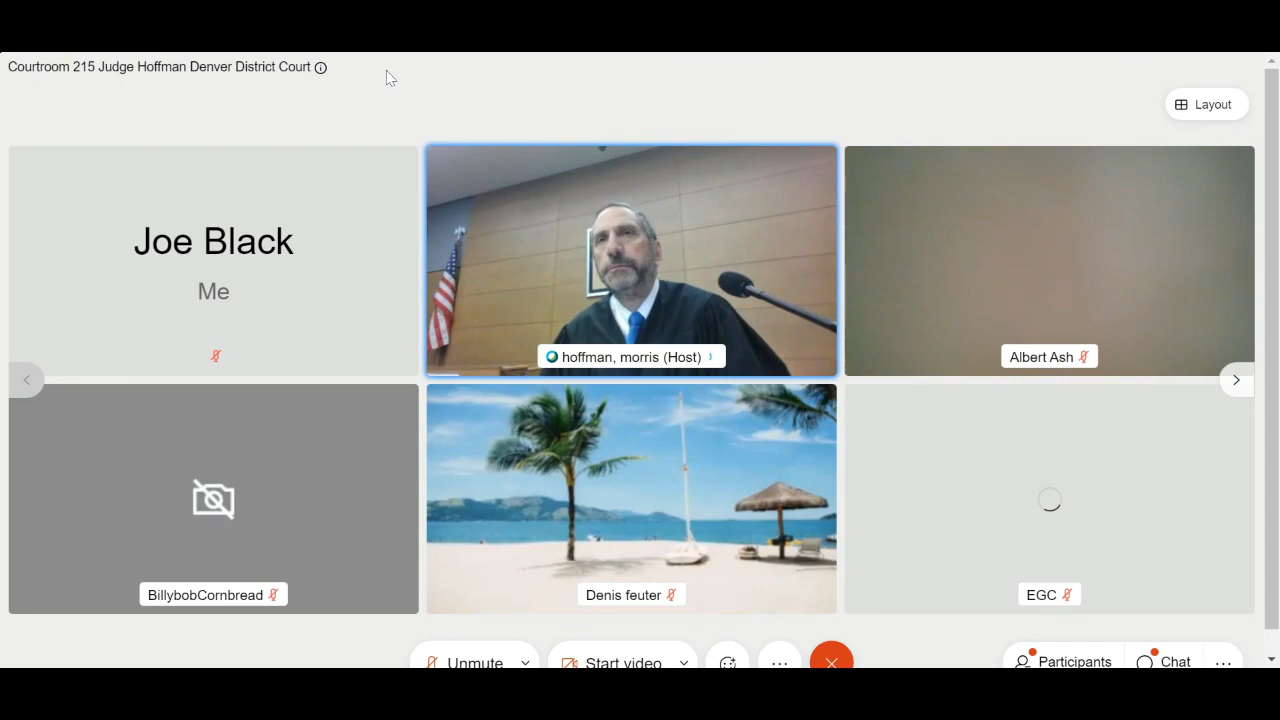 Courtroom 215 Judge Hoffman Denver District Court
Layout
Joe Black
Me
hoffman, morris (Host)
Albert Ash
BillybobCornbread
Denis feuter
EGC
Unmute
Start video
Participants
Chat